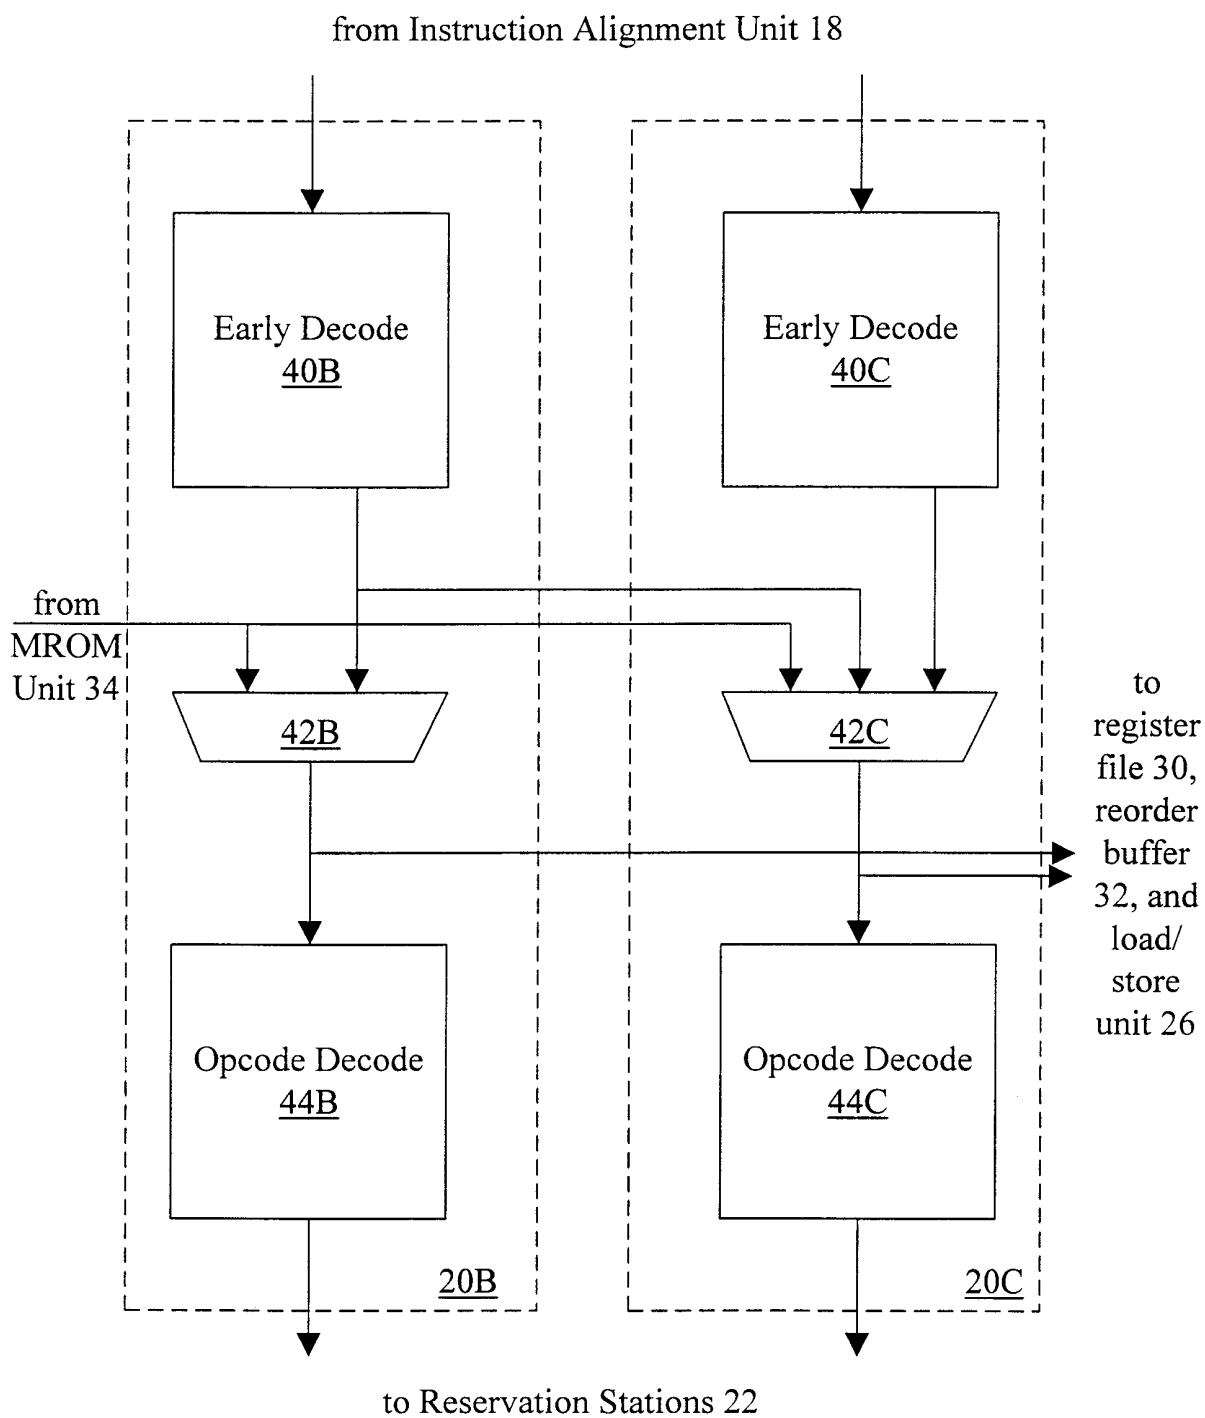 from Instruction Alignment Unit 18
Early Decode
40B
Early Decode
40C
from
MROM
Unit 34
42B
42C
to
register
file 30,
reorder
buffer
32, and
load/
store
unit 26
Opcode Decode
44B
Opcode Decode
44C
20B
20C
to Reservation Stations 22